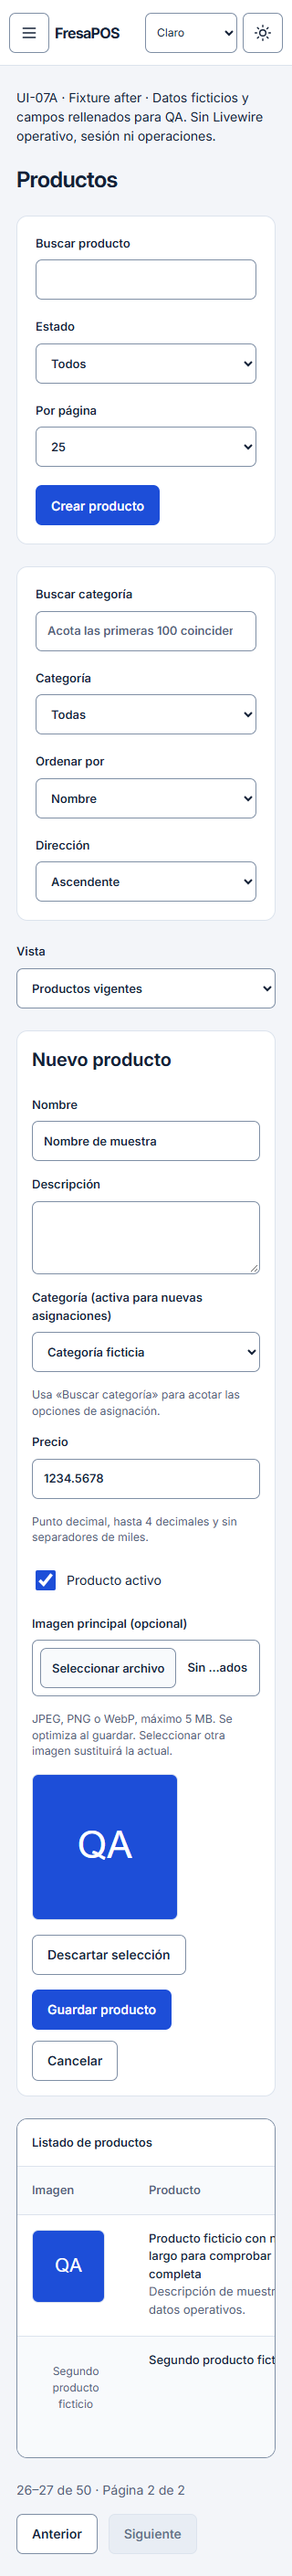 FresaPOS
Claro
UI-07A · Fixture after · Datos ficticios y
campos rellenados para QA. Sin Livewire
operativo, sesión ni operaciones.
Productos
Buscar producto
Estado
Todos
Por página
25
Crear producto
Buscar categoría
Acota las primeras 100 coincider
Categoría
Todas
Ordenar por
Nombre
Dirección
Ascendente
Vista
Productos vigentes
Nuevo producto
Nombre
Nombre de muestra
Descripción
Categoría (activa para nuevas
asignaciones)
Categoría ficticia
Usa «Buscar categoría» para acotar las
opciones de asignación.
Precio
1234.5678
Punto decimal, hasta 4 decimales y sin
separadores de miles.
Producto activo
Imagen principal (opcional)
Seleccionar archivo Sin ...ados
JPEG, PNG o WebP, máximo 5 MB. Se
optimiza al guardar. Seleccionar otra
imagen sustituirá la actual.
QA
Descartar selección
Guardar producto
Cancelar
Listado de productos
Imagen Producto
QA
Producto ficticio con n
largo para comprobar
completa
Descripción de muestr
datos operativos.
Segundo
producto
ficticio
Segundo producto fict
26–27 de 50 · Página 2 de 2
Anterior Siguiente